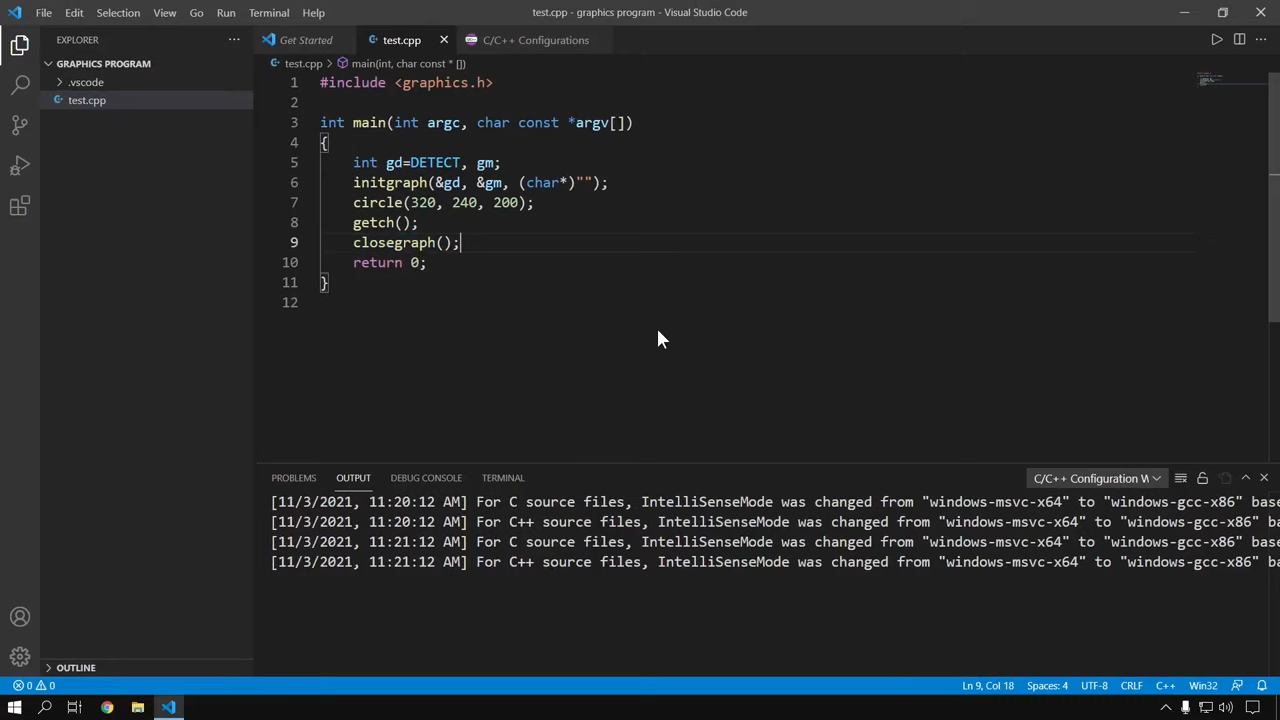 File Edit Selection View Go Run Terminal Help
test.cpp - graphics program - Visual Studio Code
EXPLORER
Get Started
test.cpp
C/C++ Configurations
GRAPHICS PROGRAM
test.cpp > main(int, char const * [])
.vscode
test.cpp
1 #include <graphics.h>
2
3 int main(int argc, char const *argv[])
4 {
5 int gd=DETECT, gm;
6 initgraph(&gd, &gm, (char*)"");
7 circle(320, 240, 200);
8 getch();
9 closegraph();
10 return 0;
11 }
12
PROBLEMS OUTPUT DEBUG CONSOLE TERMINAL
C/C++ Configuration W
[11/3/2021, 11:20:12 AM] For C source files, IntelliSenseMode was changed from "windows-msvc-x64" to "windows-gcc-x86" base
[11/3/2021, 11:20:12 AM] For C++ source files, IntelliSenseMode was changed from "windows-msvc-x64" to "windows-gcc-x86" ba
[11/3/2021, 11:21:12 AM] For C source files, IntelliSenseMode was changed from "windows-msvc-x64" to "windows-gcc-x86" base
[11/3/2021, 11:21:12 AM] For C++ source files, IntelliSenseMode was changed from "windows-msvc-x64" to "windows-gcc-x86" ba
OUTLINE
0 0
Ln 9, Col 18 Spaces: 4 UTF-8 CRLF C++ Win32